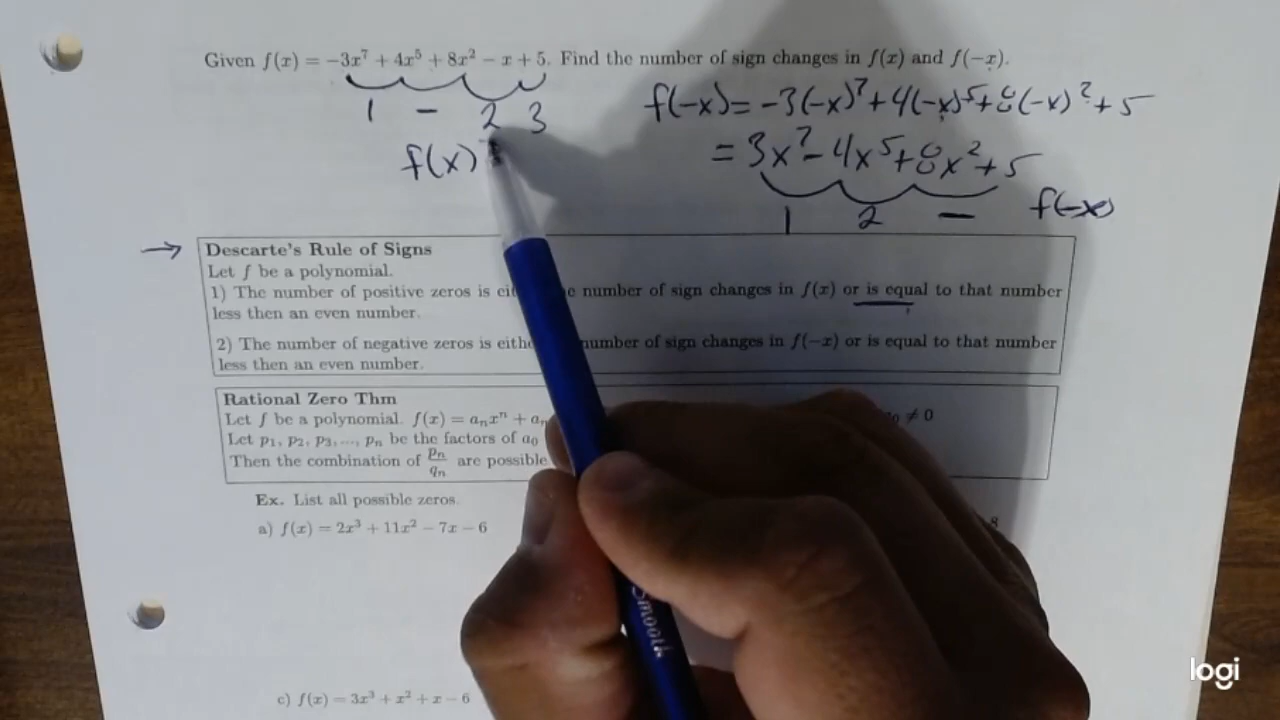 Given f(x) = −3x⁷ + 4x⁵ + 8x² − x + 5. Find the number of sign changes in f(x) and f(−x).
1 − 2 3
f(x)
f(-x) = -3(-x)⁷ + 4(-x)⁵ + 8(-x)² + 5
= 3x⁷ - 4x⁵ + 8x² + 5
1 2 − f(-x)
→ Descarte's Rule of Signs
Let f be a polynomial.
1) The number of positive zeros is number of sign changes in f(x) or is equal to that number
less then an even number.
2) The number of negative zeros is number of sign changes in f(−x) or is equal to that number
less then an even number.
Rational Zero Thm
Let f be a polynomial. f(x) = aₙxⁿ + ≠ 0
Let p₁, p₂, p₃,..., pₙ be the factors of a₀
Then the combination of pₙ/qₙ are possible
Ex. List all possible zeros.
a) f(x) = 2x³ + 11x² − 7x − 6
8
c) f(x) = 3x³ + x² + x − 6
Smooth
logi